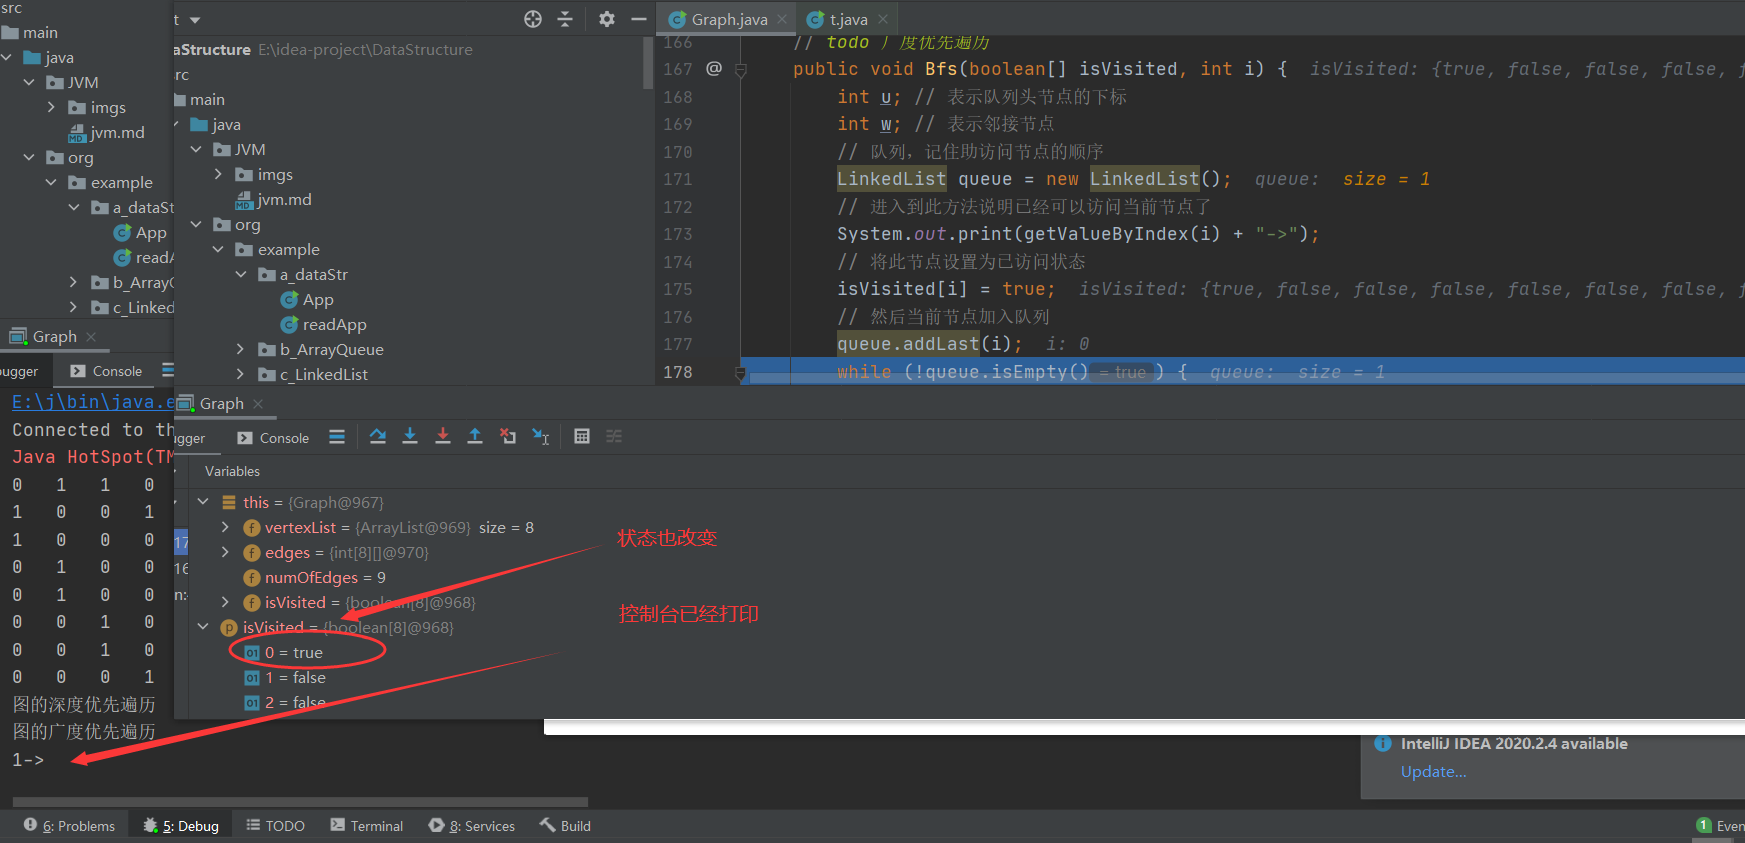 src
main
java
JVM
imgs
jvm.md
org
example
a_dataSt
App
readA
b_ArrayQ
c_Linked
Graph
ugger
Console
E:\j\bin\java.e
Connected to th
Java HotSpot(TM
0 1 1 0
1 0 0 1
1 0 0 0
0 1 0 0
0 1 0 0
0 0 1 0
0 0 1 0
0 0 0 1
图的深度优先遍历
图的广度优先遍历
1->
t
aStructure E:\idea-project\DataStructure
rc
main
java
JVM
imgs
jvm.md
org
example
a_dataStr
App
readApp
b_ArrayQueue
c_LinkedList
Graph.java
t.java
166 // todo 广度优先遍历
167 @ public void Bfs(boolean[] isVisited, int i) { isVisited: {true, false, false, false, f
168 int u; // 表示队列头节点的下标
169 int w; // 表示邻接节点
170 // 队列, 记住助访问节点的顺序
171 LinkedList queue = new LinkedList(); queue: size = 1
172 // 进入到此方法说明已经可以访问当前节点了
173 System.out.print(getValueByIndex(i) + "->");
174 // 将此节点设置为已访问状态
175 isVisited[i] = true; isVisited: {true, false, false, false, false, false, false, f
176 // 然后当前节点加入队列
177 queue.addLast(i); i: 0
178 while (!queue.isEmpty() = true ) { queue: size = 1
Graph
gger
Console
Variables
17
16
n:
this = {Graph@967}
vertexList = {ArrayList@969} size = 8
edges = {int[8][]@970}
numOfEdges = 9
isVisited = {boolean[8]@968}
isVisited = {boolean[8]@968}
0 = true
1 = false
2 = false
状态也改变
控制台已经打印
IntelliJ IDEA 2020.2.4 available
Update...
6: Problems
5: Debug
TODO
Terminal
8: Services
Build
1 Even